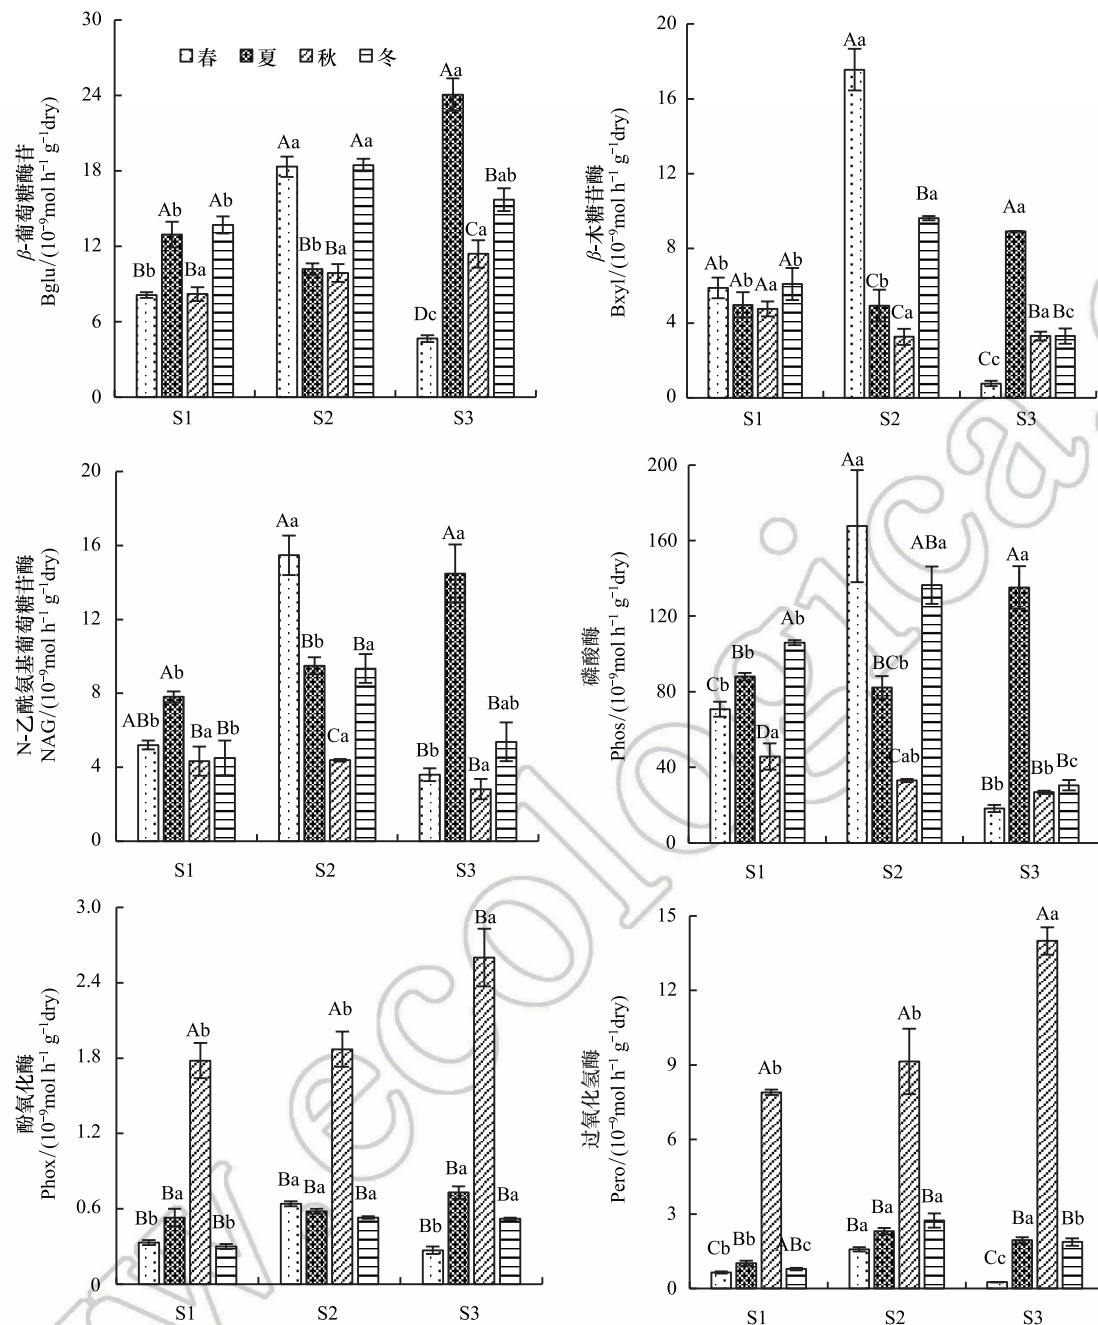 30
24
18
12
6
0
β-葡萄糖酶苷
Bglu/(10⁻⁹mol h⁻¹ g⁻¹dry)
春 夏 秋 冬
Bb Ab Ba Ab
Aa Bb Ba Aa
Dc Aa Ca Bab
S1 S2 S3
20
16
12
8
4
0
β-木糖苷酶
Bxyl/(10⁻⁹mol h⁻¹ g⁻¹dry)
Ab Ab Aa Ab
Aa Cb Ca Ba
Cc Aa Ba Bc
S1 S2 S3
20
16
12
8
4
0
N-乙酰氨基葡萄糖苷酶
NAG/(10⁻⁹mol h⁻¹ g⁻¹dry)
ABb Ab Ba Bb
Aa Bb Ca Ba
Bb Aa Ba Bab
S1 S2 S3
200
160
120
80
40
0
磷酸酶
Phos/(10⁻⁹mol h⁻¹ g⁻¹dry)
Cb Bb Da Ab
Aa BCb Cab ABa
Bb Aa Bb Bc
S1 S2 S3
3.0
2.4
1.8
1.2
0.6
0
酚氧化酶
Phox/(10⁻⁹mol h⁻¹ g⁻¹dry)
Bb Ba Ab Bb
Ba Ba Ab Ba
Bb Ba Ba Ba
S1 S2 S3
15
12
9
6
3
0
过氧化氢酶
Pero/(10⁻⁹mol h⁻¹ g⁻¹dry)
Cb Bb Ab ABc
Ba Ba Ab Ba
Cc Ba Aa Bb
S1 S2 S3